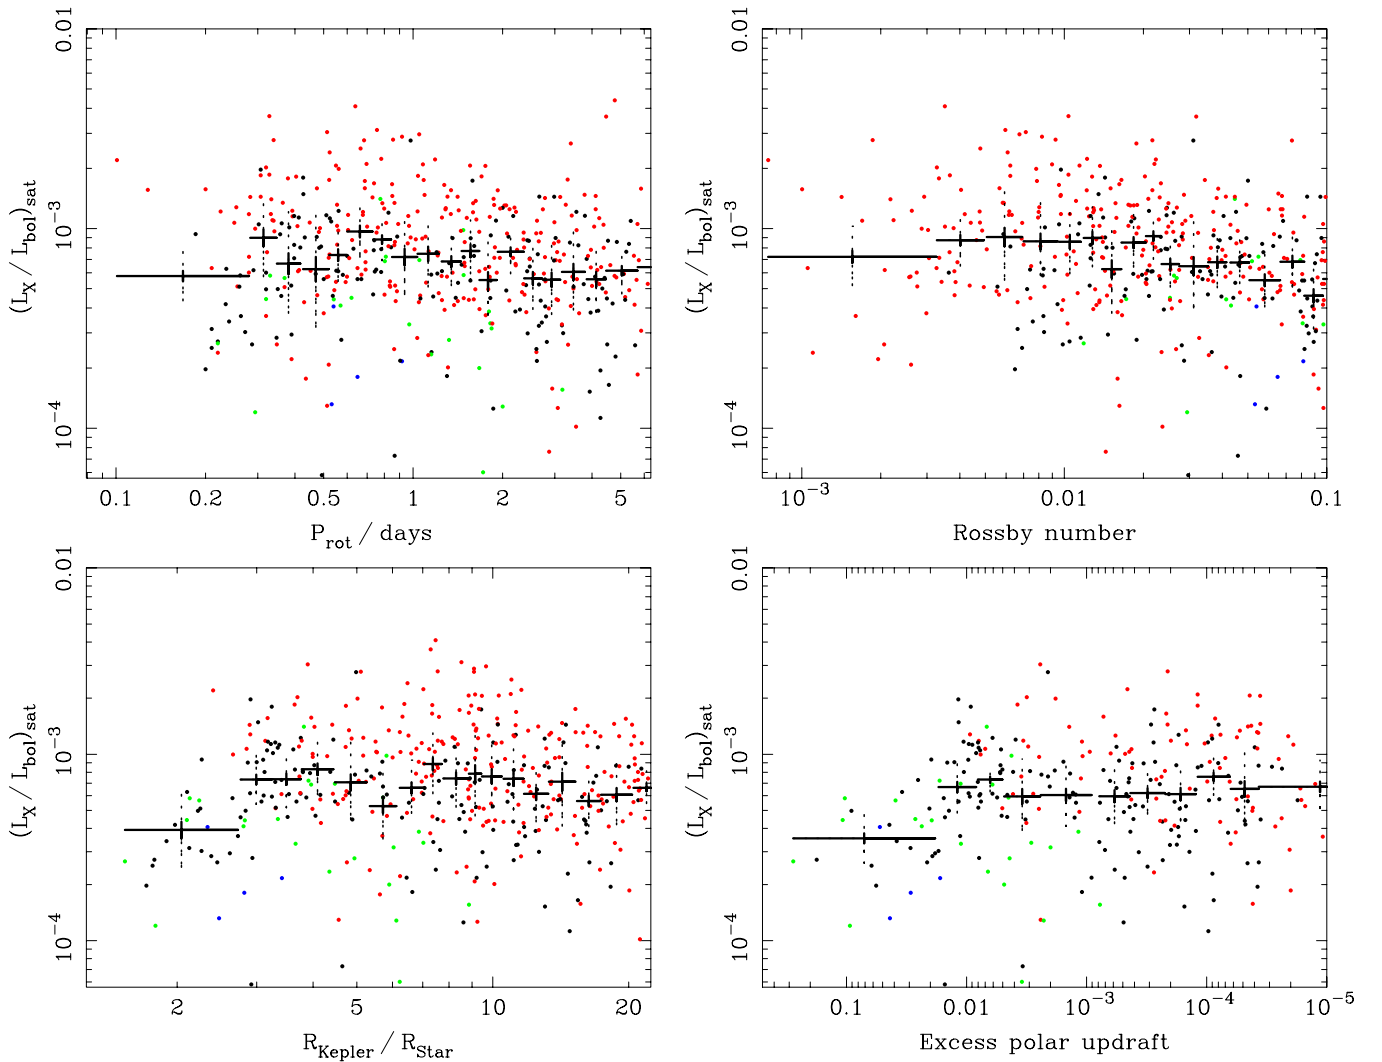 0.01
10⁻³
10⁻⁴
(L_X / L_bol)_sat
0.1 0.2 0.5 1 2 5
P_rot / days
0.01
10⁻³
10⁻⁴
(L_X / L_bol)_sat
10⁻³ 0.01 0.1
Rossby number
0.01
10⁻³
10⁻⁴
(L_X / L_bol)_sat
2 5 10 20
R_Kepler / R_Star
0.01
10⁻³
10⁻⁴
(L_X / L_bol)_sat
0.1 0.01 10⁻³ 10⁻⁴ 10⁻⁵
Excess polar updraft